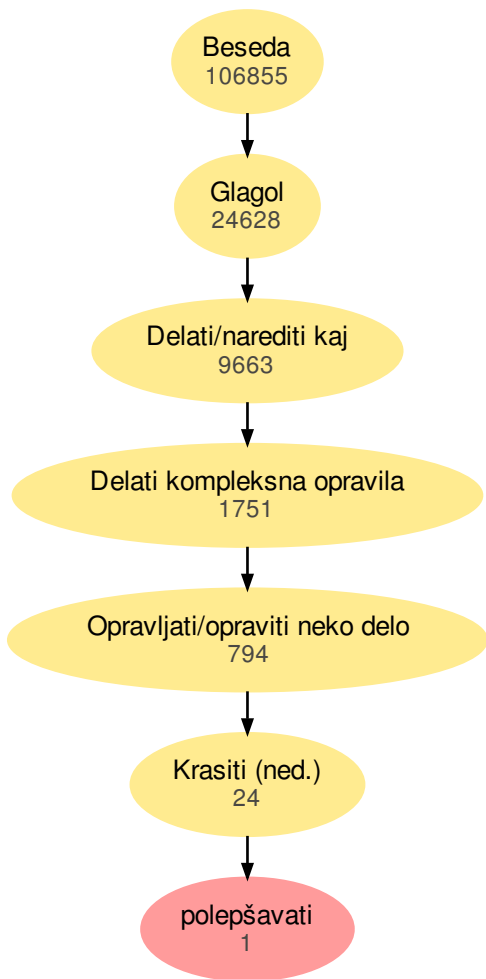 Beseda
106855
Glagol
24628
Delati/narediti kaj
9663
Delati kompleksna opravila
1751
Opravljati/opraviti neko delo
794
Krasiti (ned.)
24
polepšavati
1